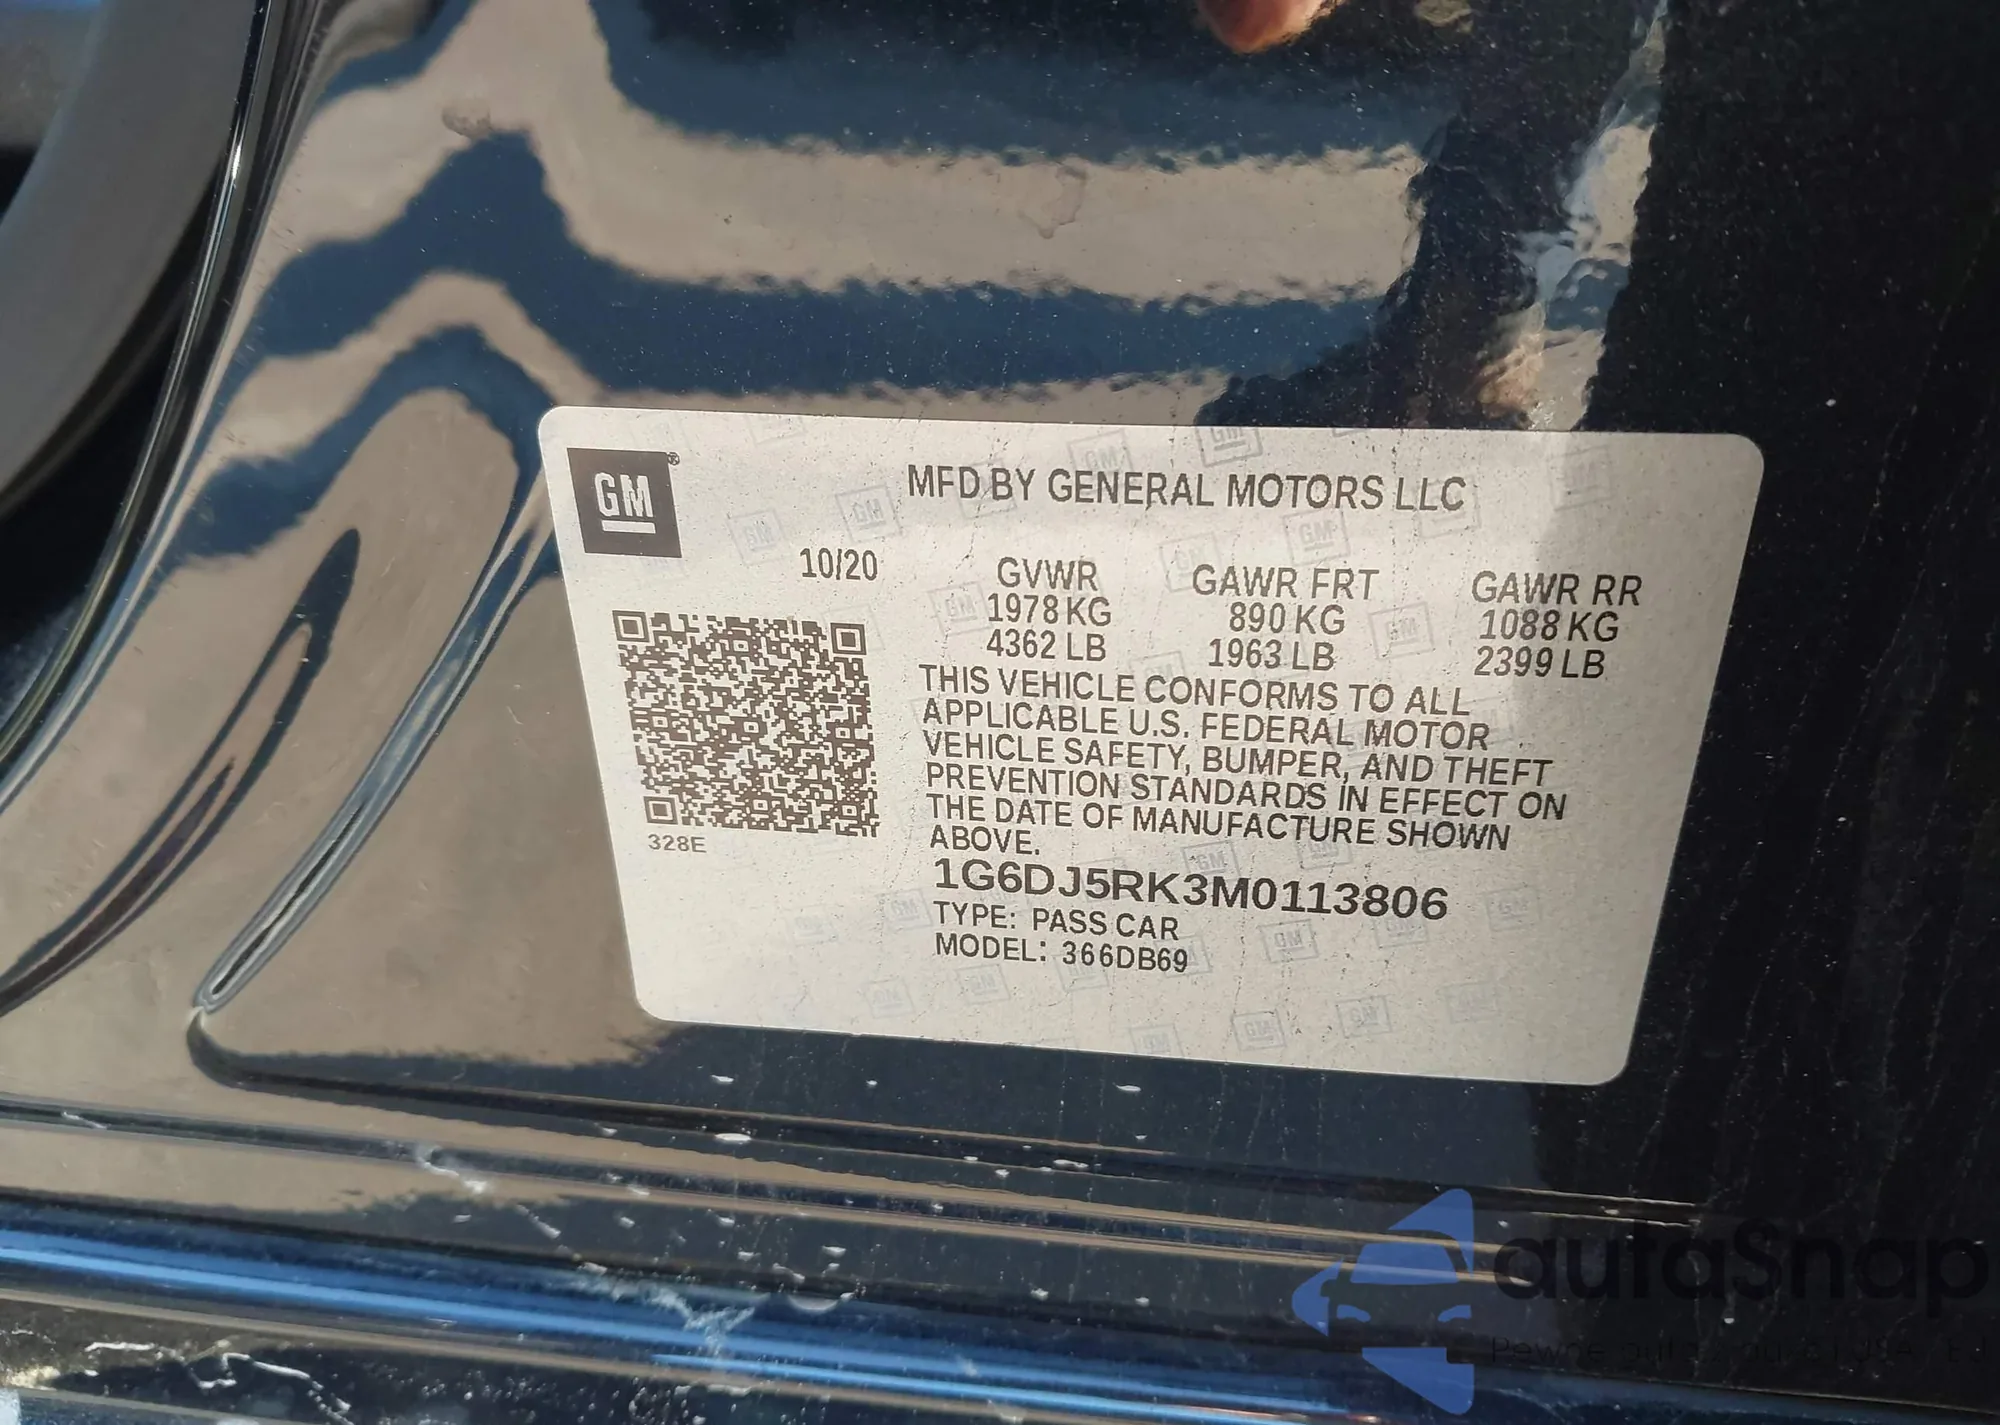 GM®
MFD BY GENERAL MOTORS LLC
10/20
GVWR GAWR FRT GAWR RR
1978 KG 890 KG 1088 KG
4362 LB 1963 LB 2399 LB
THIS VEHICLE CONFORMS TO ALL
APPLICABLE U.S. FEDERAL MOTOR
VEHICLE SAFETY, BUMPER, AND THEFT
PREVENTION STANDARDS IN EFFECT ON
THE DATE OF MANUFACTURE SHOWN
ABOVE.
328E
1G6DJ5RK3M0113806
TYPE: PASS CAR
MODEL: 366DB69
autaSnap